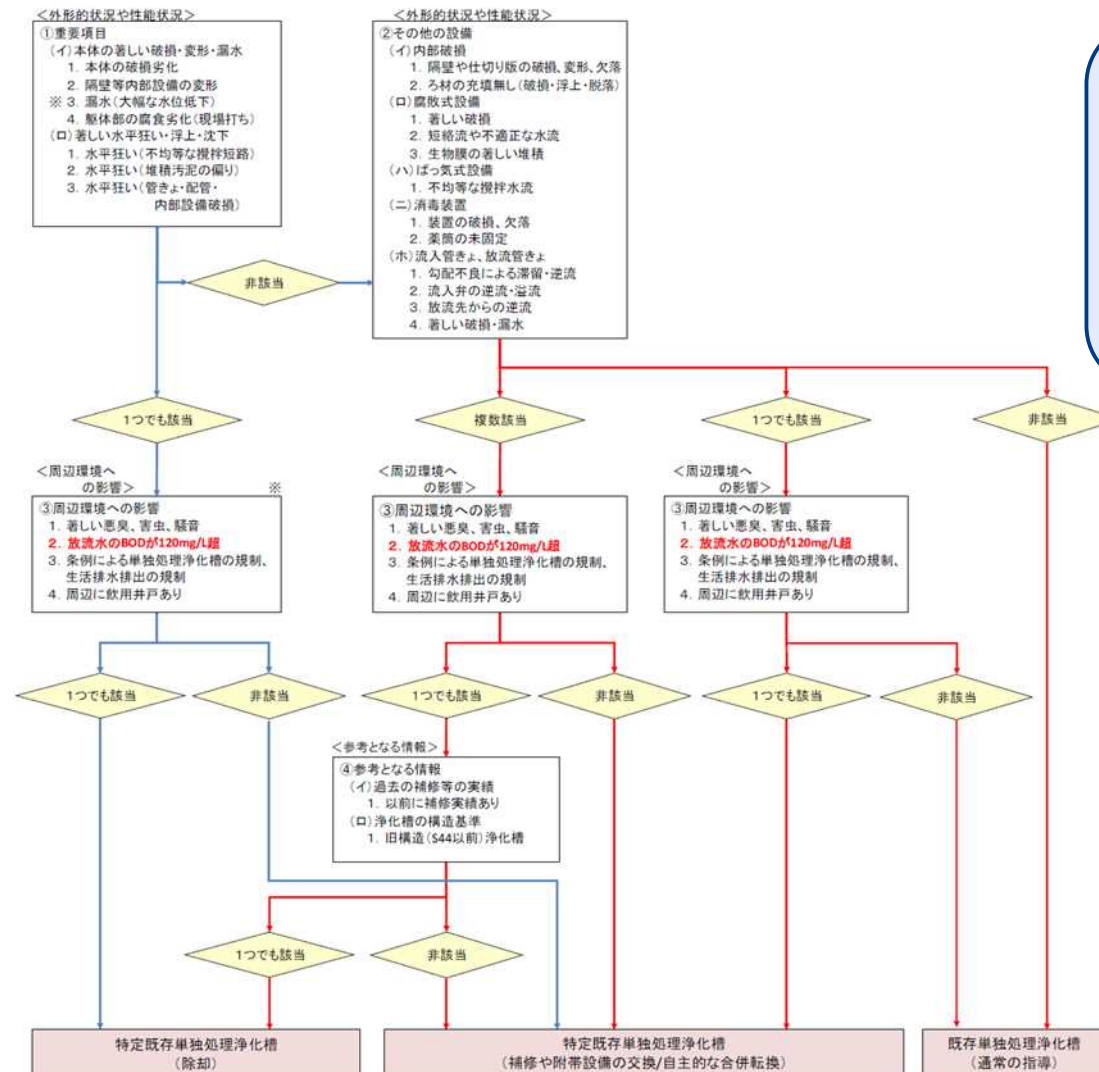 ＜外形的状況や性能状況＞
①重要項目
（イ）本体の著しい破損・変形・漏水
1. 本体の破損劣化
2. 隔壁等内部設備の変形
※ 3. 漏水（大幅な水位低下）
4. 躯体部の腐食劣化（現場打ち）
（ロ）著しい水平狂い・浮上・沈下
1. 水平狂い（不均等な攪拌短路）
2. 水平狂い（堆積汚泥の偏り）
3. 水平狂い（管きょ・配管・
内部設備破損）
＜外形的状況や性能状況＞
②その他の設備
（イ）内部破損
1. 隔壁や仕切り版の破損、変形、欠落
2. ろ材の充填無し（破損・浮上・脱落）
（ロ）腐敗式設備
1. 著しい破損
2. 短絡流や不適正な水流
3. 生物膜の著しい堆積
（ハ）ばっ気式設備
1. 不均等な攪拌水流
（ニ）消毒装置
1. 装置の破損、欠落
2. 薬筒の未固定
（ホ）流入管きょ、放流管きょ
1. 勾配不良による滞留・逆流
2. 流入弁の逆流・溢流
3. 放流先からの逆流
4. 著しい破損・漏水
非該当
1つでも該当
複数該当
1つでも該当
非該当
＜周辺環境へ
の影響＞
※
③周辺環境への影響
1. 著しい悪臭、害虫、騒音
2. 放流水のBODが120mg/L超
3. 条例による単独処理浄化槽の規制、
生活排水排出の規制
4. 周辺に飲用井戸あり
＜周辺環境へ
の影響＞
③周辺環境への影響
1. 著しい悪臭、害虫、騒音
2. 放流水のBODが120mg/L超
3. 条例による単独処理浄化槽の規制、
生活排水排出の規制
4. 周辺に飲用井戸あり
＜周辺環境へ
の影響＞
③周辺環境への影響
1. 著しい悪臭、害虫、騒音
2. 放流水のBODが120mg/L超
3. 条例による単独処理浄化槽の規制、
生活排水排出の規制
4. 周辺に飲用井戸あり
1つでも該当
非該当
1つでも該当
非該当
1つでも該当
非該当
＜参考となる情報＞
④参考となる情報
（イ）過去の補修等の実績
1. 以前に補修実績あり
（ロ）浄化槽の構造基準
1. 旧構造（S44以前）浄化槽
1つでも該当
非該当
特定既存単独処理浄化槽
（除却）
特定既存単独処理浄化槽
（補修や附帯設備の交換/自主的な合併転換）
既存単独処理浄化槽
（通常の指導）